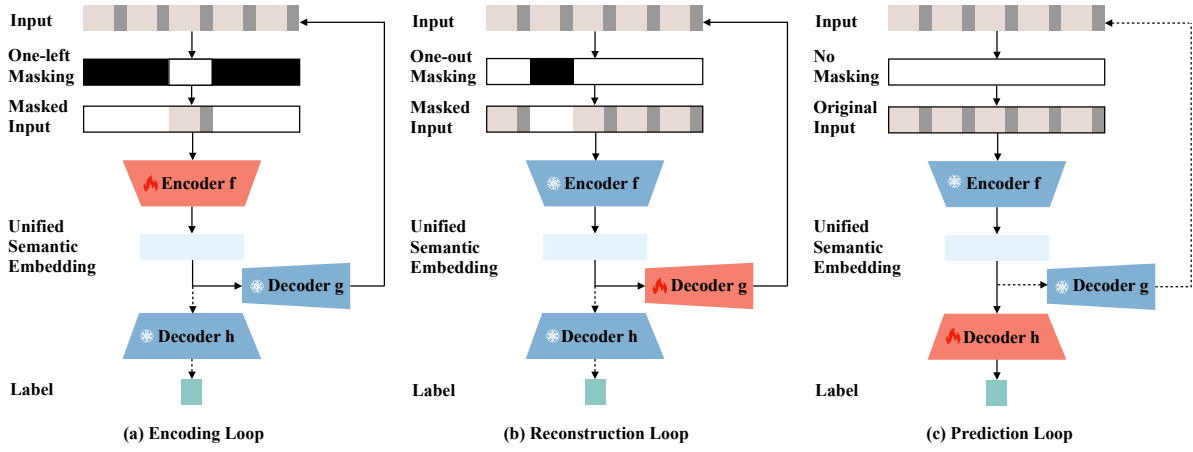 Input
One-left
Masking
Masked
Input
Encoder f
Unified
Semantic
Embedding
Decoder g
Decoder h
Label
(a) Encoding Loop
Input
One-out
Masking
Masked
Input
Encoder f
Unified
Semantic
Embedding
Decoder g
Decoder h
Label
(b) Reconstruction Loop
Input
No
Masking
Original
Input
Encoder f
Unified
Semantic
Embedding
Decoder g
Decoder h
Label
(c) Prediction Loop